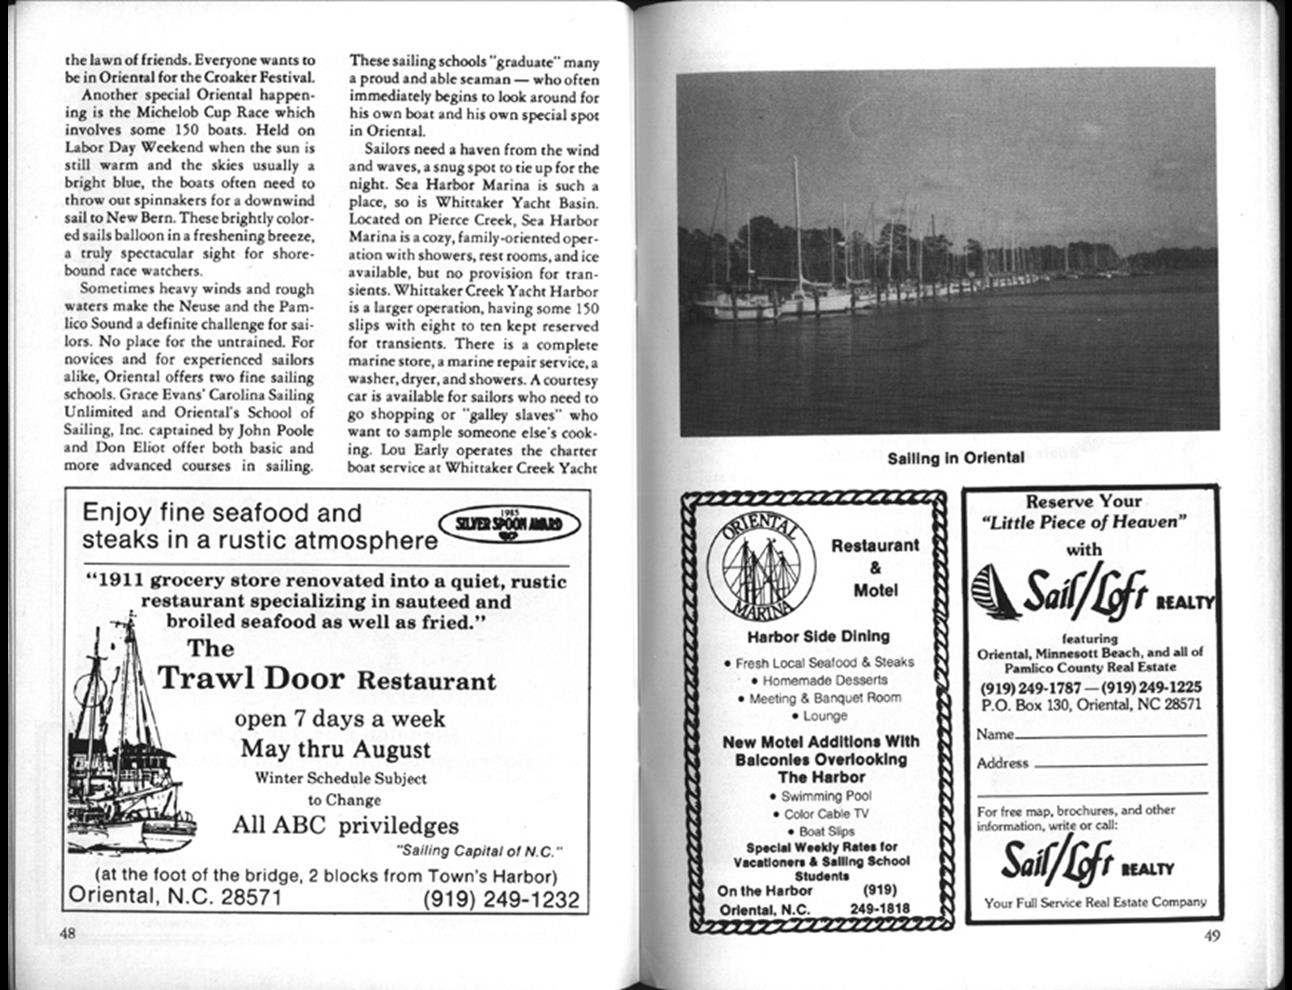 the lawn of friends. Everyone wants to
be in Oriental for the Croaker Festival.
Another special Oriental happen-
ing is the Michelob Cup Race which
involves some 150 boats. Held on
Labor Day Weekend when the sun is
still warm and the skies usually a
bright blue, the boats often need to
throw out spinnakers for a downwind
sail to New Bern. These brightly color-
ed sails balloon in a freshening breeze,
a truly spectacular sight for shore-
bound race watchers.
Sometimes heavy winds and rough
waters make the Neuse and the Pam-
lico Sound a definite challenge for sai-
lors. No place for the untrained. For
novices and for experienced sailors
alike, Oriental offers two fine sailing
schools. Grace Evans' Carolina Sailing
Unlimited and Oriental's School of
Sailing, Inc. captained by John Poole
and Don Eliot offer both basic and
more advanced courses in sailing.
These sailing schools "graduate" many
a proud and able seaman — who often
immediately begins to look around for
his own boat and his own special spot
in Oriental.
Sailors need a haven from the wind
and waves, a snug spot to tie up for the
night. Sea Harbor Marina is such a
place, so is Whittaker Yacht Basin.
Located on Pierce Creek, Sea Harbor
Marina is a cozy, family-oriented oper-
ation with showers, rest rooms, and ice
available, but no provision for tran-
sients. Whittaker Creek Yacht Harbor
is a larger operation, having some 150
slips with eight to ten kept reserved
for transients. There is a complete
marine store, a marine repair service, a
washer, dryer, and showers. A courtesy
car is available for sailors who need to
go shopping or "galley slaves" who
want to sample someone else's cook-
ing. Lou Early operates the charter
boat service at Whittaker Creek Yacht
Enjoy fine seafood and
steaks in a rustic atmosphere
1985
SILVER SPOON AWARD
"1911 grocery store renovated into a quiet, rustic
restaurant specializing in sauteed and
broiled seafood as well as fried."
The
Trawl Door Restaurant
open 7 days a week
May thru August
Winter Schedule Subject
to Change
All ABC priviledges
"Sailing Capital of N.C."
(at the foot of the bridge, 2 blocks from Town's Harbor)
Oriental, N.C. 28571 (919) 249-1232
48
Sailing in Oriental
ORIENTAL
MARINA
Restaurant
&
Motel
Harbor Side Dining
• Fresh Local Seafood & Steaks
• Homemade Desserts
• Meeting & Banquet Room
• Lounge
New Motel Additions With
Balconies Overlooking
The Harbor
• Swimming Pool
• Color Cable TV
• Boat Slips
Special Weekly Rates for
Vacationers & Sailing School
Students
On the Harbor (919)
Oriental, N.C. 249-1818
Reserve Your
"Little Piece of Heaven"
with
Sail/Loft REALTY
featuring
Oriental, Minnesott Beach, and all of
Pamlico County Real Estate
(919) 249-1787 — (919) 249-1225
P.O. Box 130, Oriental, NC 28571
Name
Address
For free map, brochures, and other
information, write or call:
Sail/Loft REALTY
Your Full Service Real Estate Company
49